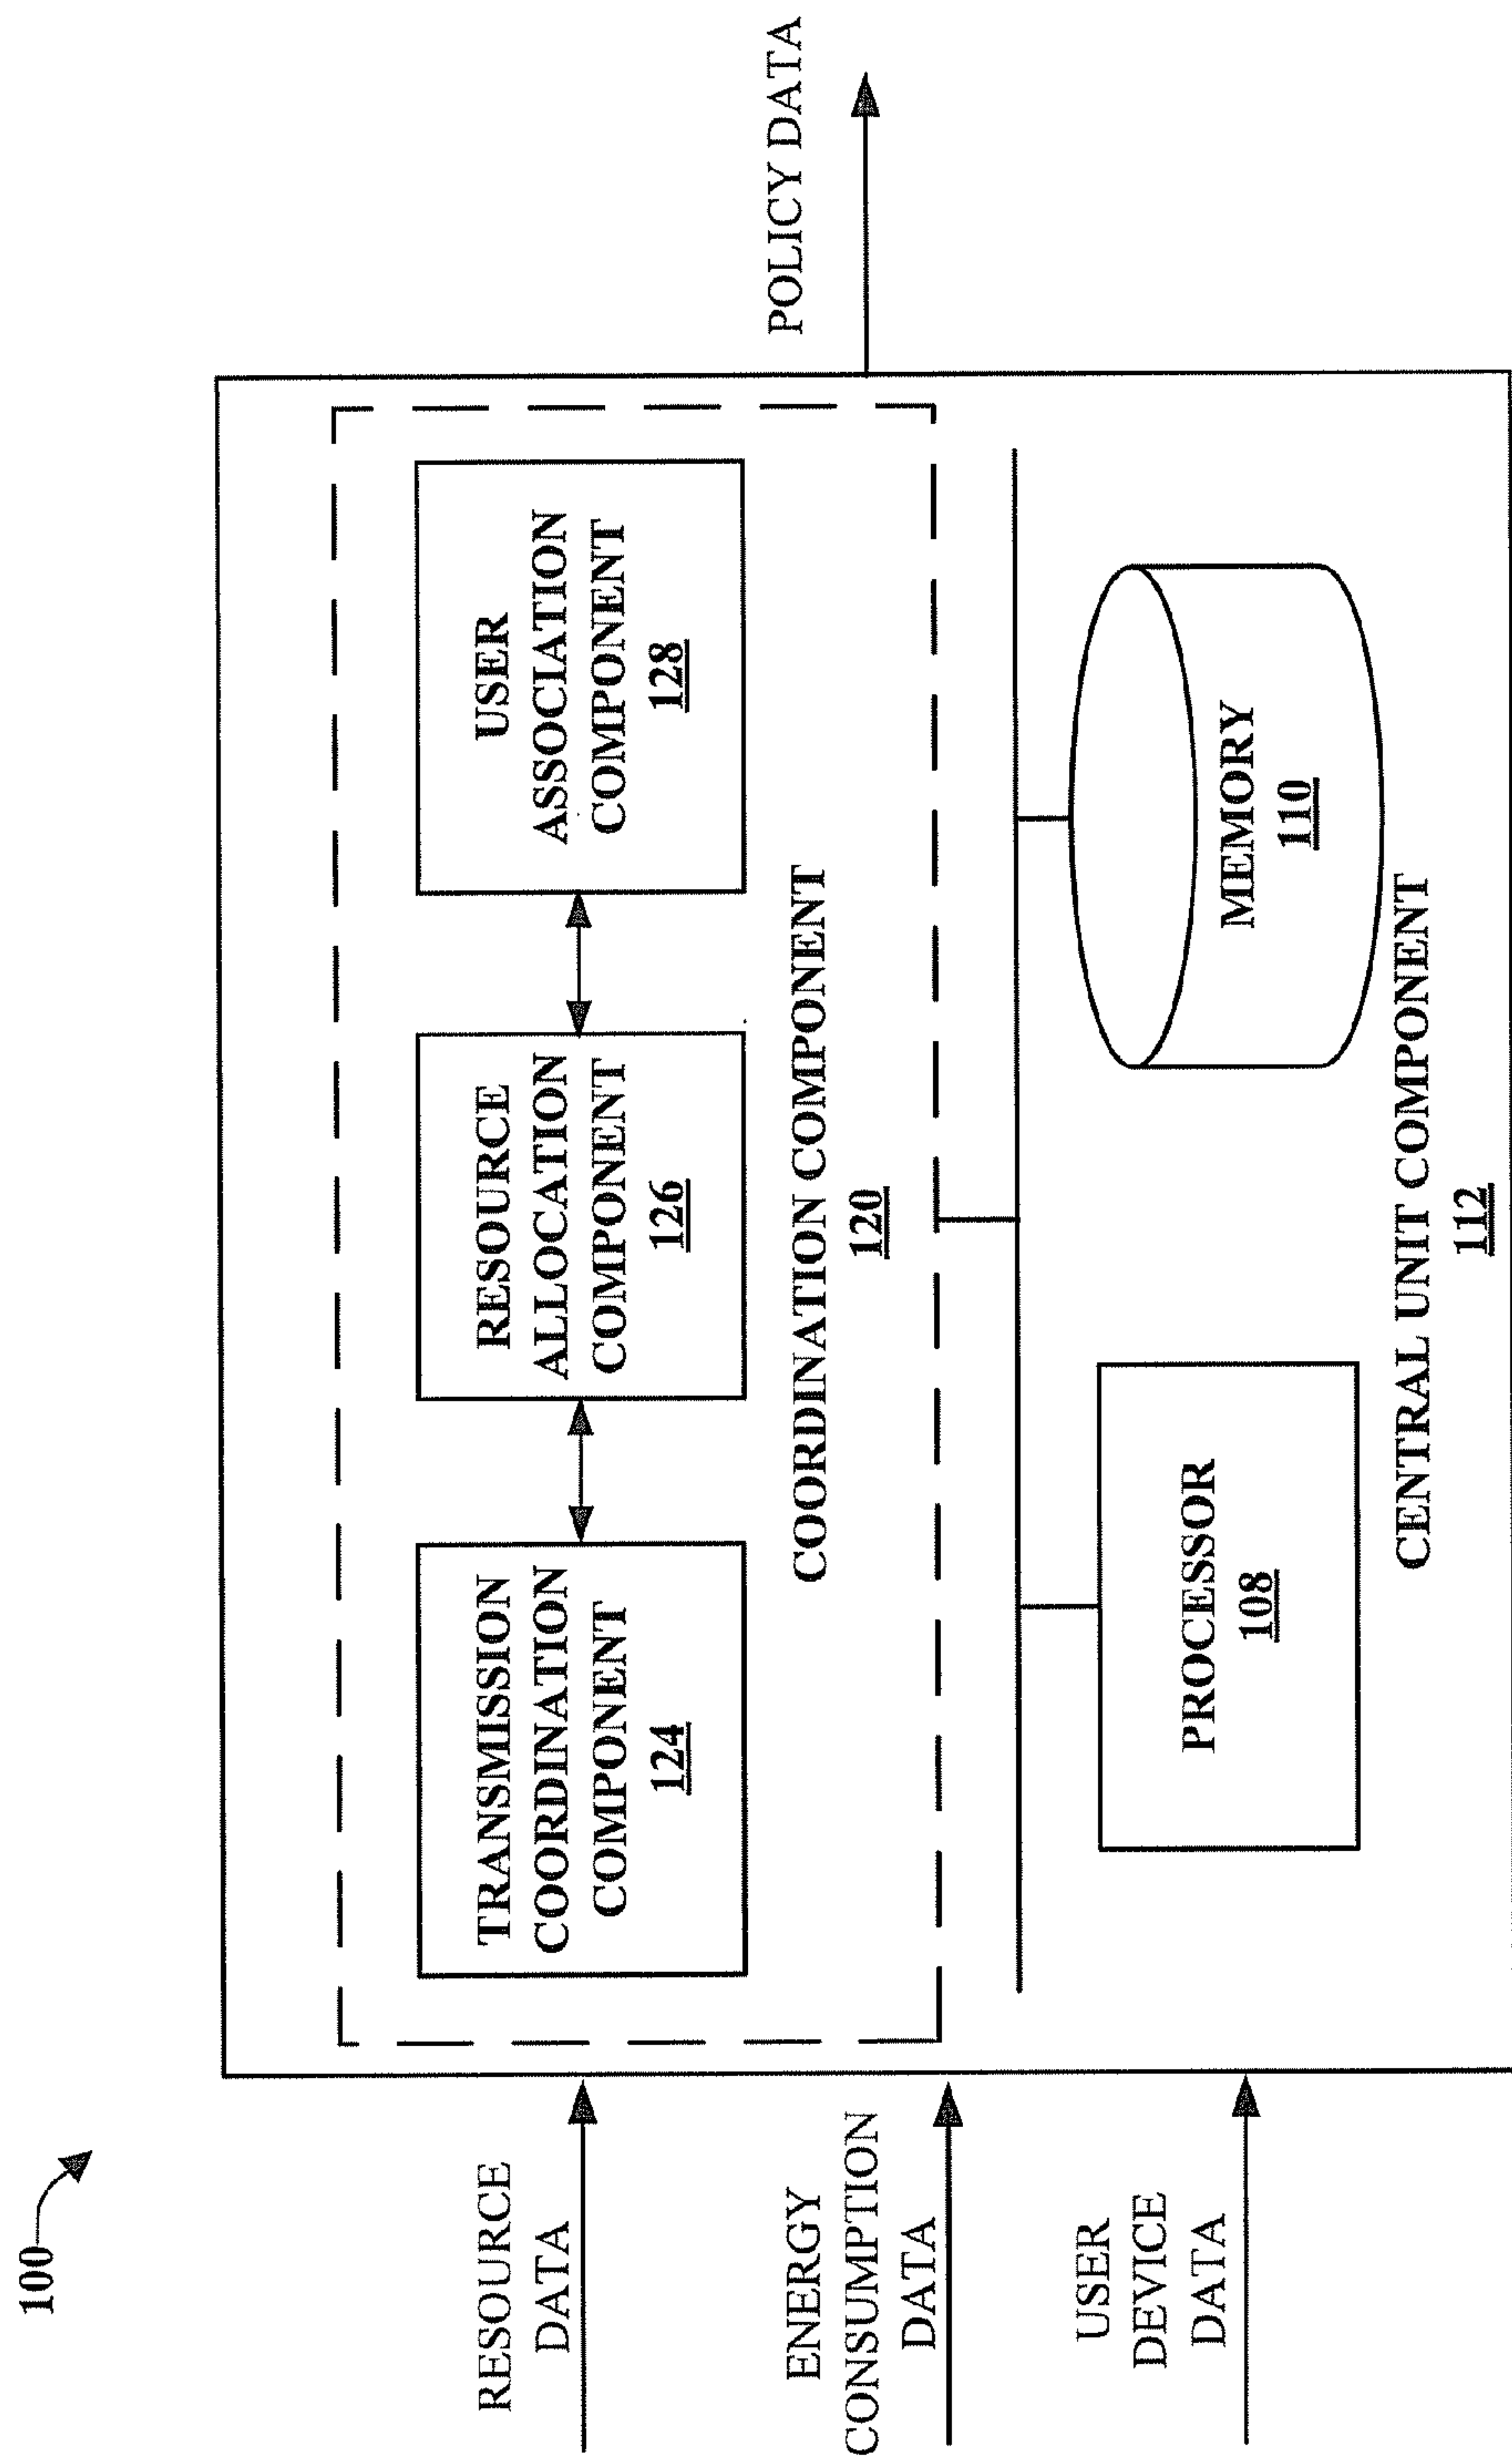 100
RESOURCE
DATA
ENERGY
CONSUMPTION
DATA
USER
DEVICE
DATA
TRANSMISSION
COORDINATION
COMPONENT
124
RESOURCE
ALLOCATION
COMPONENT
126
USER
ASSOCIATION
COMPONENT
128
COORDINATION COMPONENT
120
PROCESSOR
108
MEMORY
110
CENTRAL UNIT COMPONENT
112
POLICY DATA